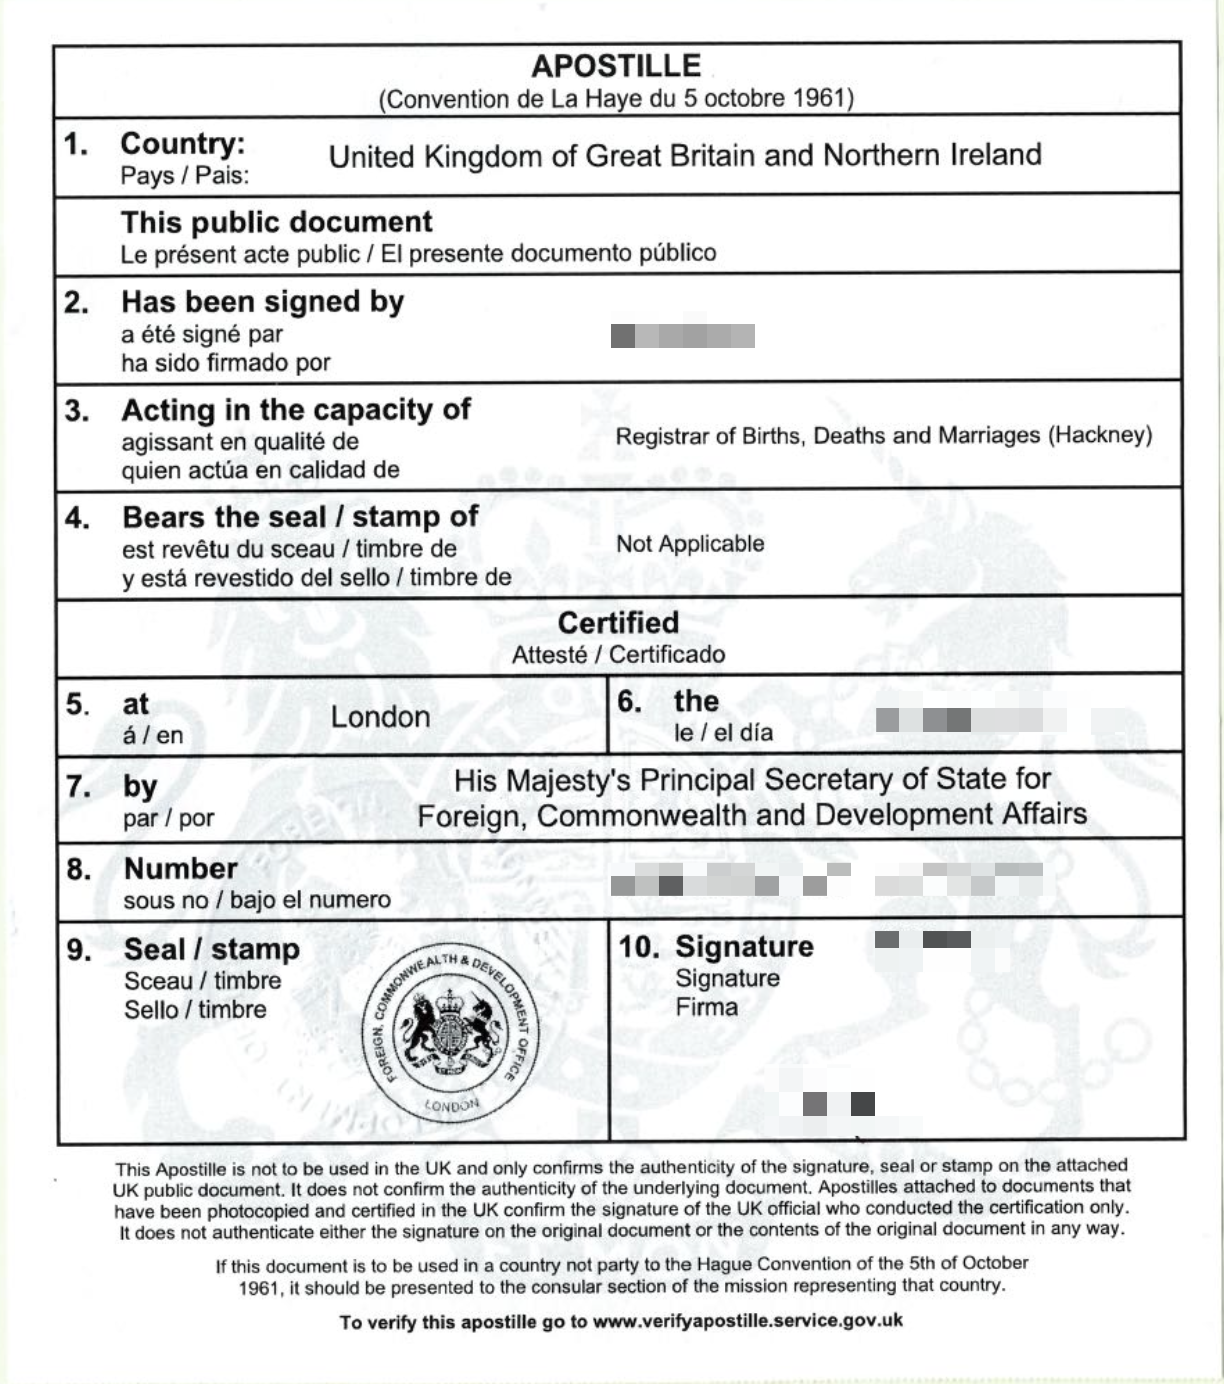 APOSTILLE
(Convention de La Haye du 5 octobre 1961)
1. Country: United Kingdom of Great Britain and Northern Ireland
Pays / Pais:
This public document
Le présent acte public / El presente documento público
2. Has been signed by
a été signé par
ha sido firmado por
3. Acting in the capacity of
agissant en qualité de
Registrar of Births, Deaths and Marriages (Hackney)
quien actúa en calidad de
4. Bears the seal / stamp of
est revêtu du sceau / timbre de
Not Applicable
y está revestido del sello / timbre de
Certified
Attesté / Certificado
5. at London
á / en
6. the
le / el día
7. by His Majesty's Principal Secretary of State for
par / por Foreign, Commonwealth and Development Affairs
8. Number
sous no / bajo el numero
9. Seal / stamp
Sceau / timbre
Sello / timbre
FOREIGN, COMMONWEALTH & DEVELOPMENT OFFICE
LONDON
10. Signature
Signature
Firma
This Apostille is not to be used in the UK and only confirms the authenticity of the signature, seal or stamp on the attached
UK public document. It does not confirm the authenticity of the underlying document. Apostilles attached to documents that
have been photocopied and certified in the UK confirm the signature of the UK official who conducted the certification only.
It does not authenticate either the signature on the original document or the contents of the original document in any way.
If this document is to be used in a country not party to the Hague Convention of the 5th of October
1961, it should be presented to the consular section of the mission representing that country.
To verify this apostille go to www.verifyapostille.service.gov.uk